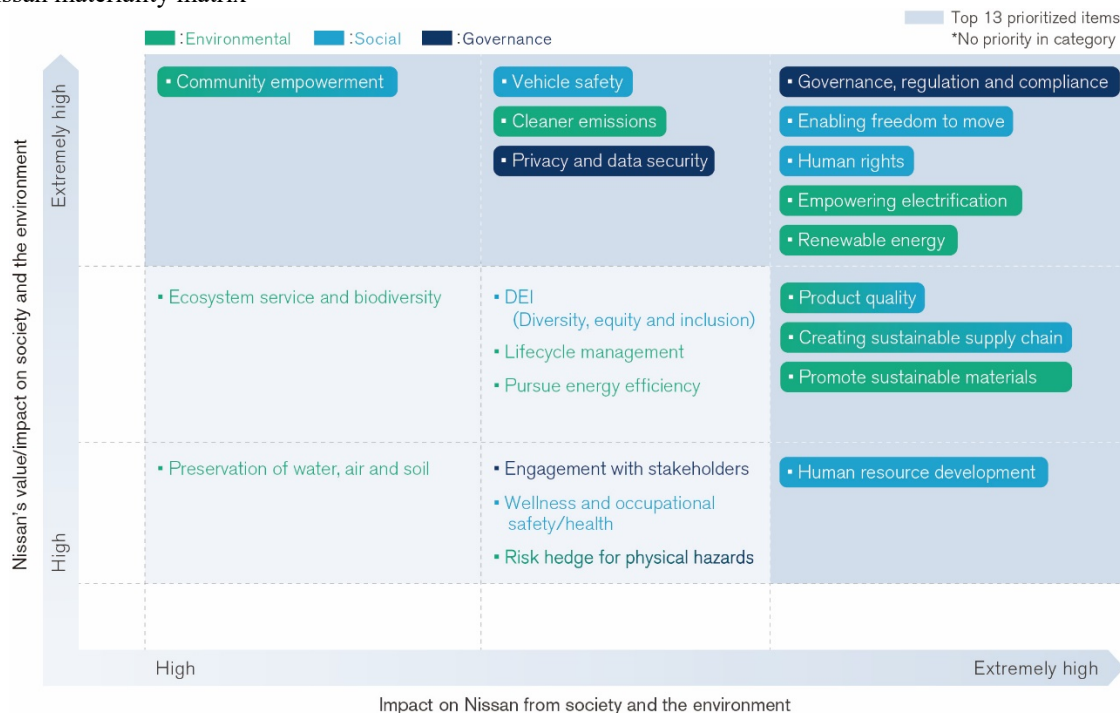 ssan materiality matrix
Top 13 prioritized items
*No priority in category
:Environmental :Social :Governance
Nissan's value/impact on society and the environment
Extremely high
High
▪ Community empowerment
▪ Vehicle safety
▪ Cleaner emissions
▪ Privacy and data security
▪ Governance, regulation and compliance
▪ Enabling freedom to move
▪ Human rights
▪ Empowering electrification
▪ Renewable energy
▪ Ecosystem service and biodiversity
▪ DEI
(Diversity, equity and inclusion)
▪ Lifecycle management
▪ Pursue energy efficiency
▪ Product quality
▪ Creating sustainable supply chain
▪ Promote sustainable materials
▪ Preservation of water, air and soil
▪ Engagement with stakeholders
▪ Wellness and occupational
safety/health
▪ Risk hedge for physical hazards
▪ Human resource development
High
Extremely high
Impact on Nissan from society and the environment